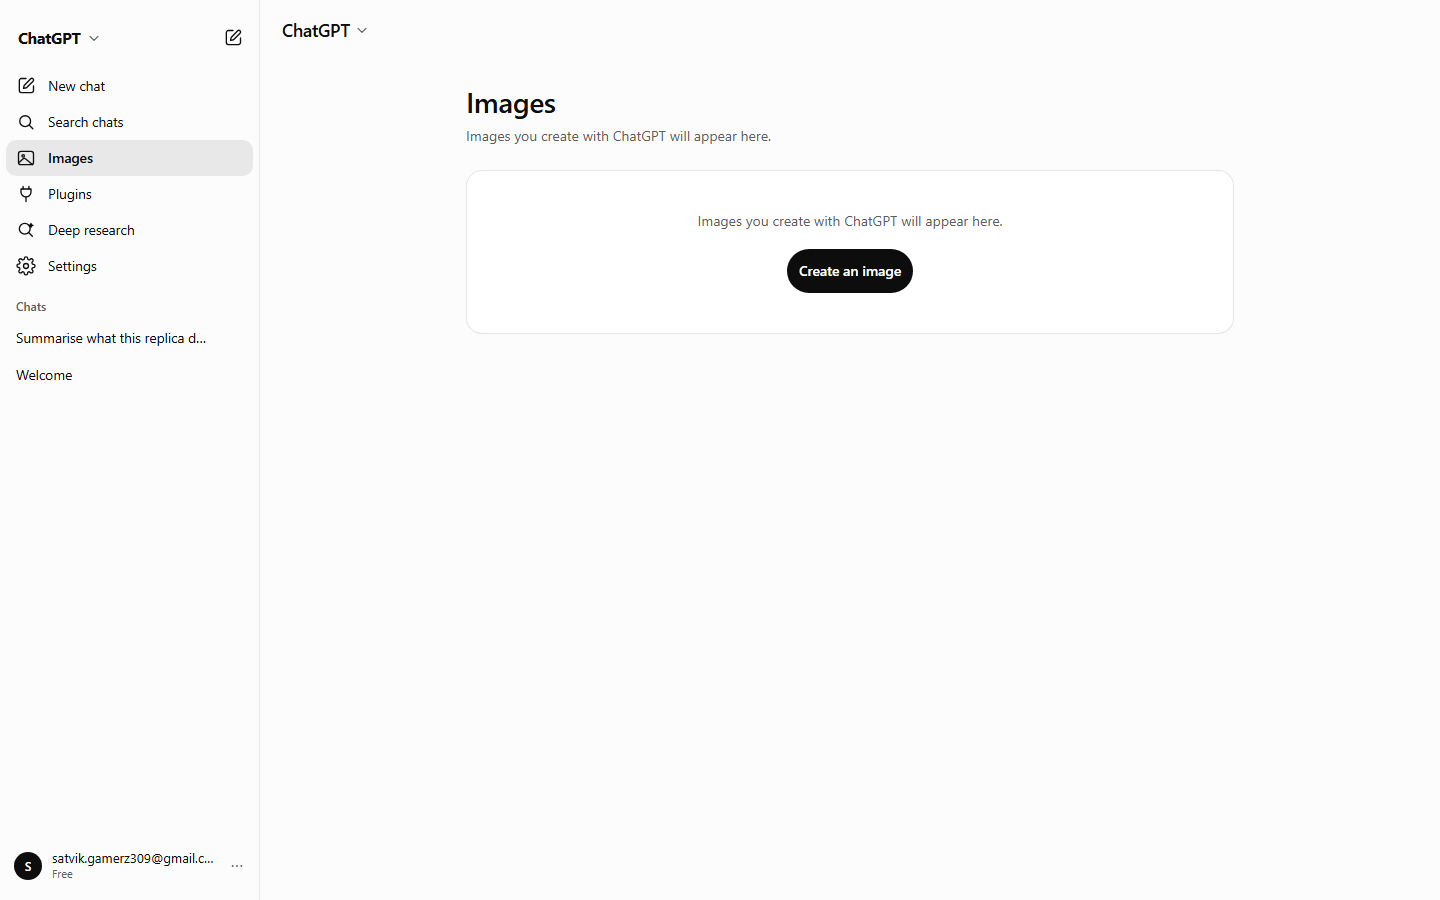 ChatGPT
New chat
Search chats
Images
Plugins
Deep research
Settings
Chats
Summarise what this replica d...
Welcome
S
satvik.gamerz309@gmail.c...
Free
ChatGPT
Images
Images you create with ChatGPT will appear here.
Images you create with ChatGPT will appear here.
Create an image